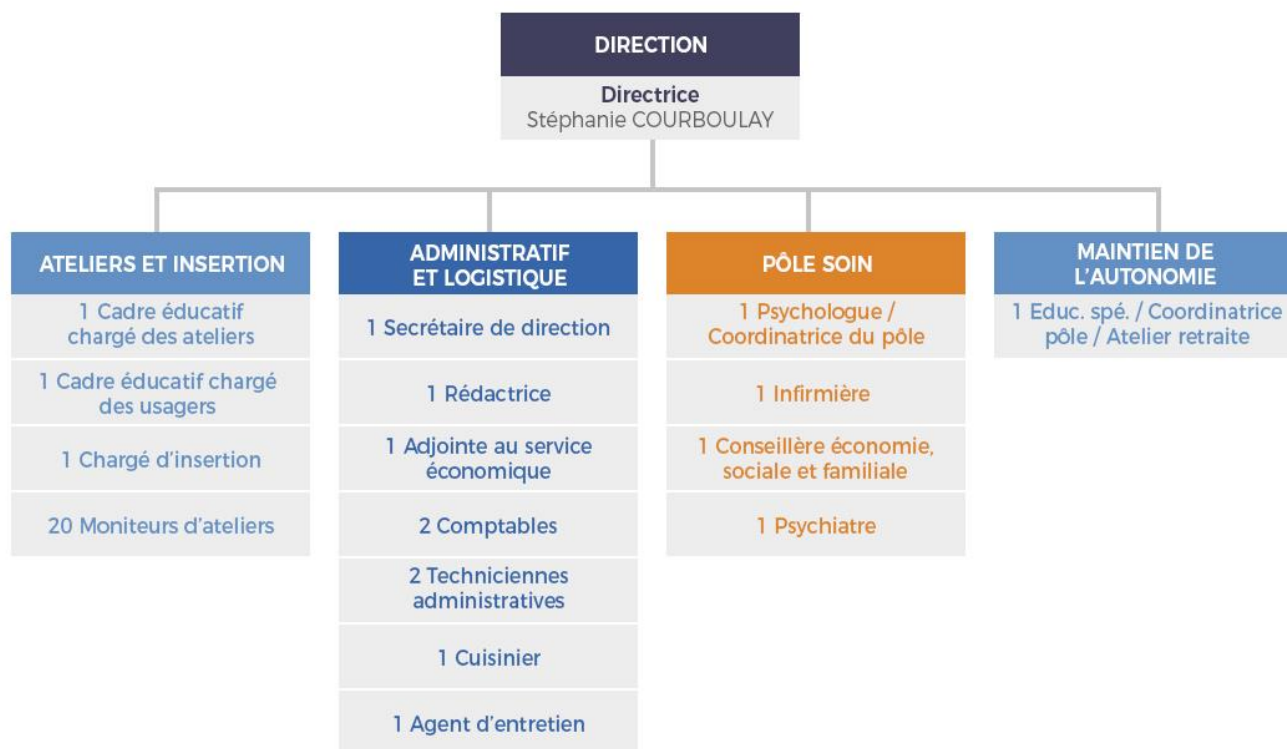 DIRECTION
Directrice
Stéphanie COURBOULAY
ATELIERS ET INSERTION
1 Cadre éducatif
chargé des ateliers
1 Cadre éducatif chargé
des usagers
1 Chargé d'insertion
20 Moniteurs d'ateliers
ADMINISTRATIF
ET LOGISTIQUE
1 Secrétaire de direction
1 Rédactrice
1 Adjointe au service
économique
2 Comptables
2 Techniciennes
administratives
1 Cuisinier
1 Agent d'entretien
PÔLE SOIN
1 Psychologue /
Coordinatrice du pôle
1 Infirmière
1 Conseillère économie,
sociale et familiale
1 Psychiatre
MAINTIEN DE
L'AUTONOMIE
1 Educ. spé. / Coordinatrice
pôle / Atelier retraite